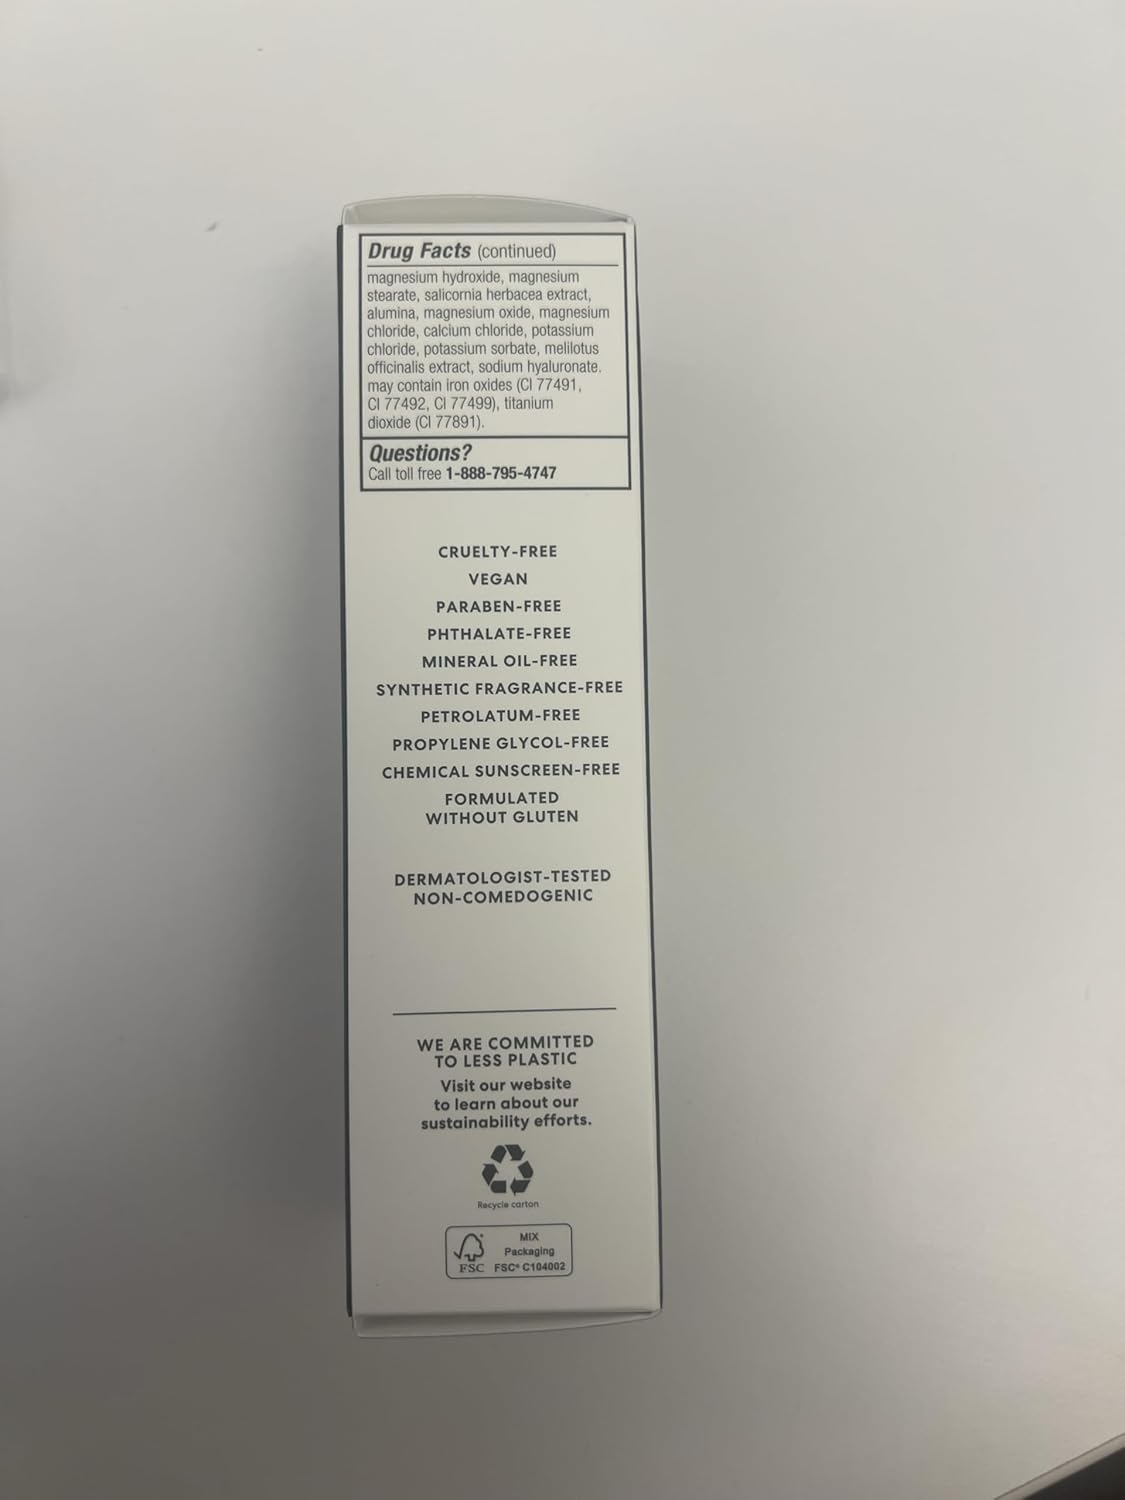 Drug Facts (continued)
magnesium hydroxide, magnesium
stearate, salicornia herbacea extract,
alumina, magnesium oxide, magnesium
chloride, calcium chloride, potassium
chloride, potassium sorbate, melilotus
officinalis extract, sodium hyaluronate.
may contain iron oxides (CI 77491,
CI 77492, CI 77499), titanium
dioxide (CI 77891).
Questions?
Call toll free 1-888-795-4747
CRUELTY-FREE
VEGAN
PARABEN-FREE
PHTHALATE-FREE
MINERAL OIL-FREE
SYNTHETIC FRAGRANCE-FREE
PETROLATUM-FREE
PROPYLENE GLYCOL-FREE
CHEMICAL SUNSCREEN-FREE
FORMULATED
WITHOUT GLUTEN
DERMATOLOGIST-TESTED
NON-COMEDOGENIC
WE ARE COMMITTED
TO LESS PLASTIC
Visit our website
to learn about our
sustainability efforts.
Recycle carton
MIX
Packaging
FSC FSC® C104002